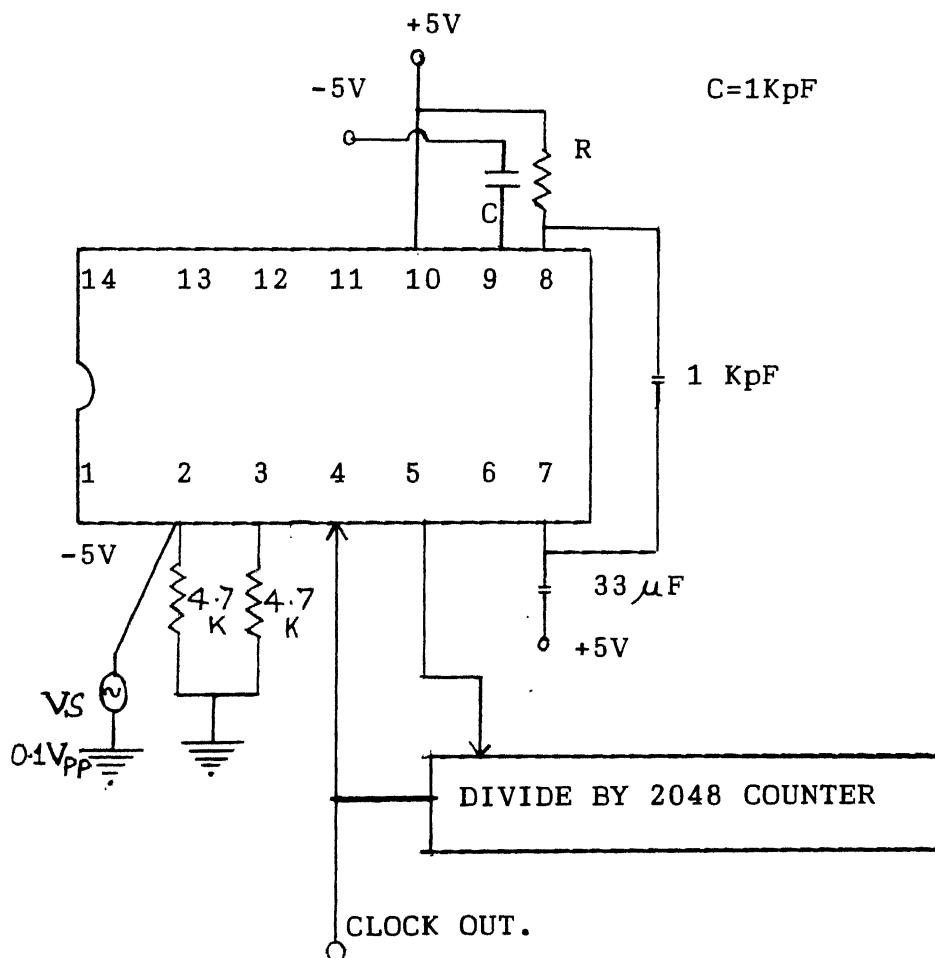 +5V
-5V
C=1KpF
R
C
14 13 12 11 10 9 8
1 KpF
1 2 3 4 5 6 7
-5V
4.7 K
4.7 K
33 μF
+5V
VS
0.1Vpp
DIVIDE BY 2048 COUNTER
CLOCK OUT.